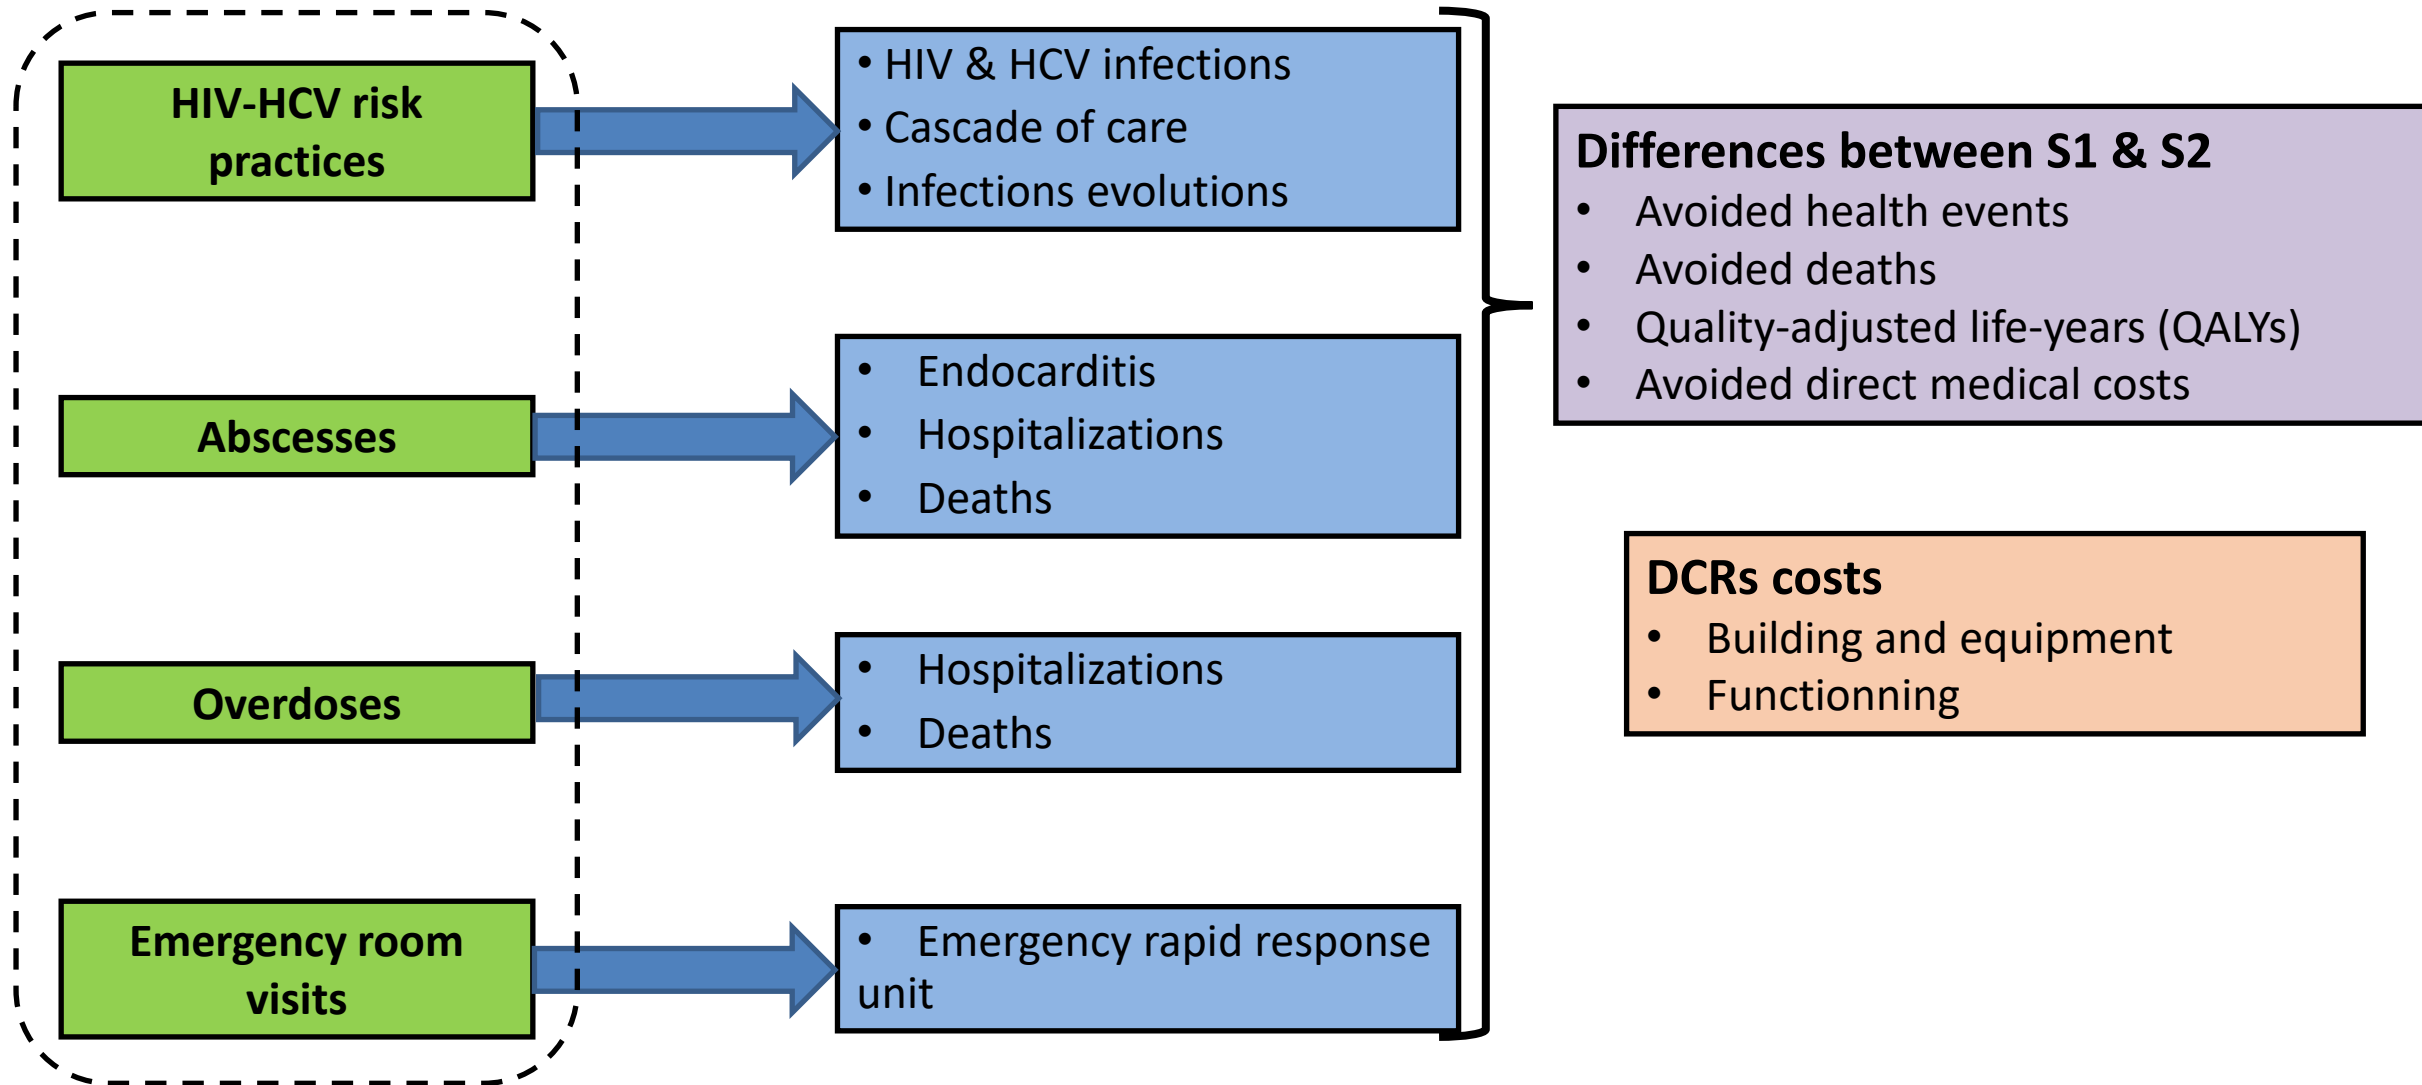 HIV-HCV risk
practices
• HIV & HCV infections
• Cascade of care
• Infections evolutions
Abscesses
• Endocarditis
• Hospitalizations
• Deaths
Overdoses
• Hospitalizations
• Deaths
Emergency room
visits
• Emergency rapid response
unit
Differences between S1 & S2
• Avoided health events
• Avoided deaths
• Quality-adjusted life-years (QALYs)
• Avoided direct medical costs
DCRs costs
• Building and equipment
• Functionning